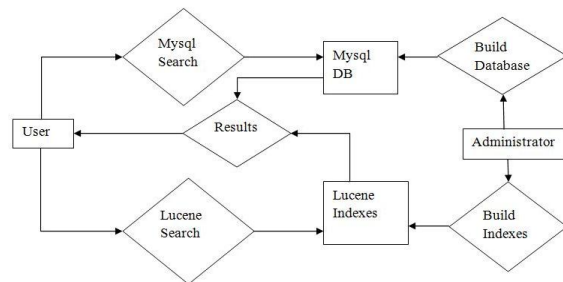 Mysql
Search
Mysql
DB
Build
Database
User
Results
Administrator
Lucene
Search
Lucene
Indexes
Build
Indexes